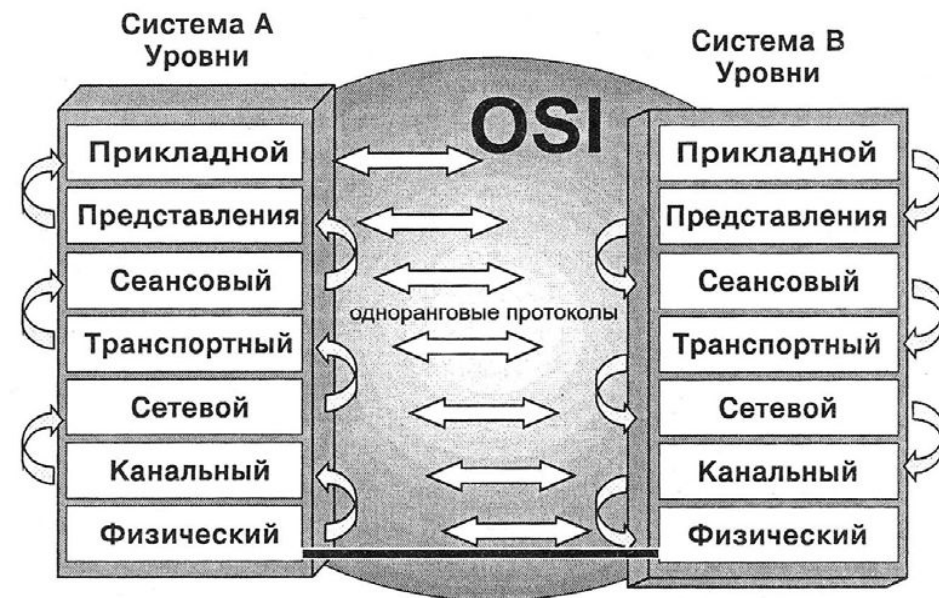 Система А
Уровни
Система В
Уровни
OSI
Прикладной
Представления
Сеансовый
Транспортный
Сетевой
Канальный
Физический
одноранговые протоколы
Прикладной
Представления
Сеансовый
Транспортный
Сетевой
Канальный
Физический